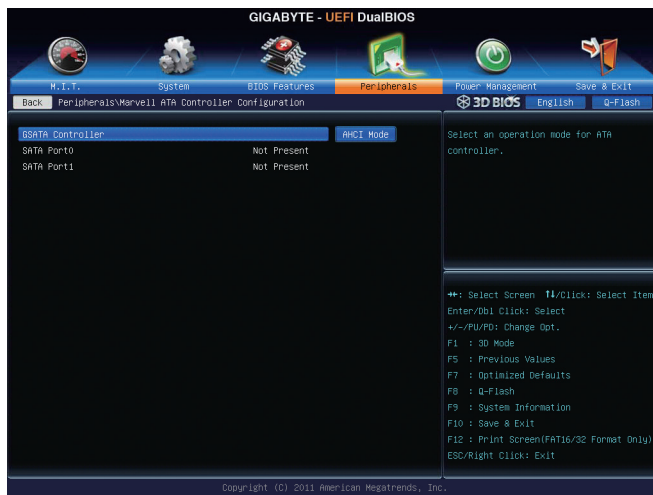 GIGABYTE - UEFI DualBIOS
M.I.T. System BIOS Features Peripherals Power Management Save & Exit
Back Peripherals\Marvell ATA Controller Configuration 3D BIOS English Q-Flash
GSATA Controller AHCI Mode
SATA Port0 Not Present
SATA Port1 Not Present
Select an operation mode for ATA
controller.
→←: Select Screen ↑↓/Click: Select Item
Enter/Dbl Click: Select
+/-/PU/PD: Change Opt.
F1 : 3D Mode
F5 : Previous Values
F7 : Optimized Defaults
F8 : Q-Flash
F9 : System Information
F10 : Save & Exit
F12 : Print Screen(FAT16/32 Format Only)
ESC/Right Click: Exit
Copyright (C) 2011 American Megatrends, Inc.